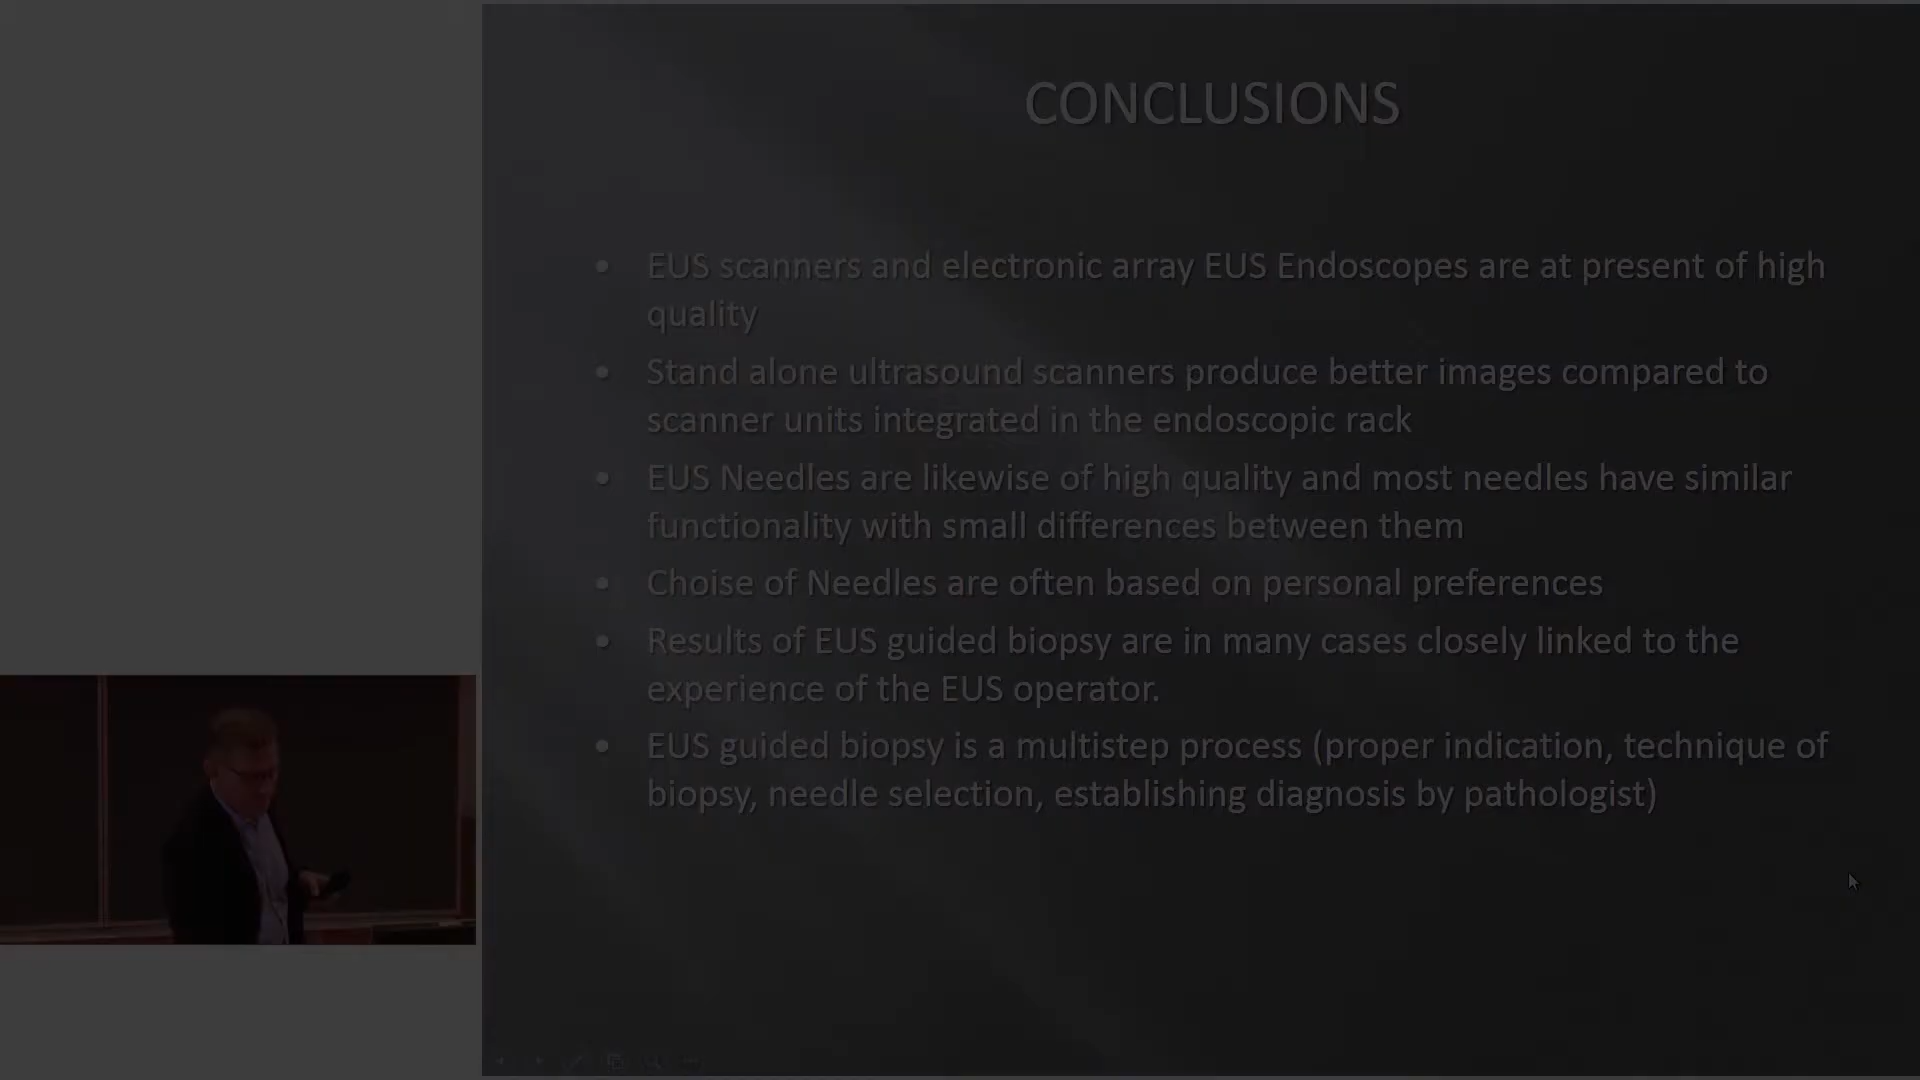 CONCLUSIONS
• EUS scanners and electronic array EUS Endoscopes are at present of high
quality
• Stand alone ultrasound scanners produce better images compared to
scanner units integrated in the endoscopic rack
• EUS Needles are likewise of high quality and most needles have similar
functionality with small differences between them
• Choise of Needles are often based on personal preferences
• Results of EUS guided biopsy are in many cases closely linked to the
experience of the EUS operator.
• EUS guided biopsy is a multistep process (proper indication, technique of
biopsy, needle selection, establishing diagnosis by pathologist)